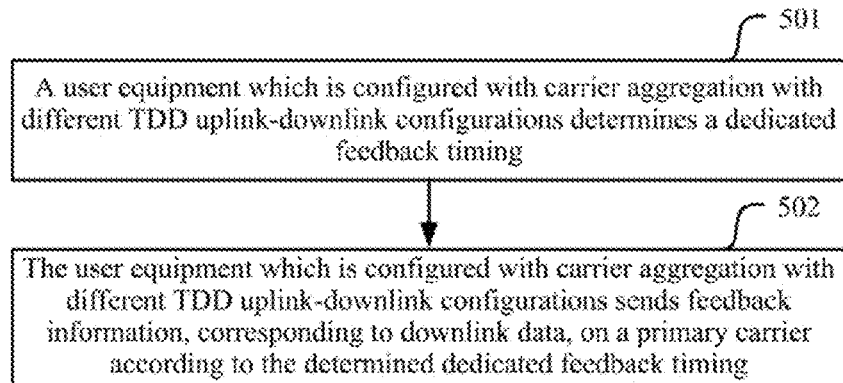 501
A user equipment which is configured with carrier aggregation with
different TDD uplink-downlink configurations determines a dedicated
feedback timing
502
The user equipment which is configured with carrier aggregation with
different TDD uplink-downlink configurations sends feedback
information, corresponding to downlink data, on a primary carrier
according to the determined dedicated feedback timing